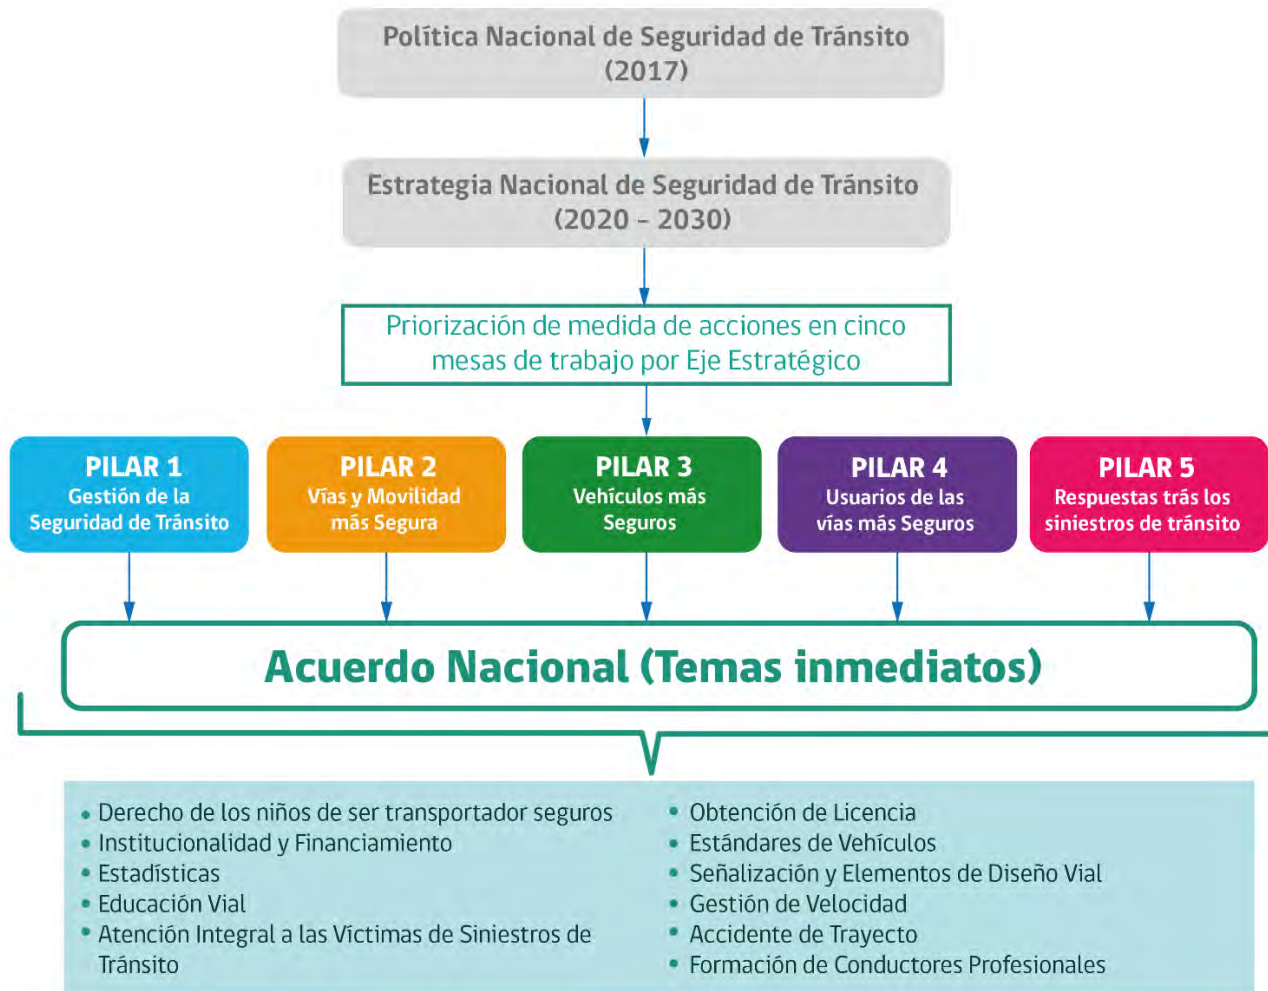 Política Nacional de Seguridad de Tránsito
(2017)
Estrategia Nacional de Seguridad de Tránsito
(2020 – 2030)
Priorización de medida de acciones en cinco
mesas de trabajo por Eje Estratégico
PILAR 1
Gestión de la
Seguridad de Tránsito
PILAR 2
Vías y Movilidad
más Segura
PILAR 3
Vehículos más
Seguros
PILAR 4
Usuarios de las
vías más Seguros
PILAR 5
Respuestas trás los
siniestros de tránsito
Acuerdo Nacional (Temas inmediatos)
• Derecho de los niños de ser transportador seguros
• Institucionalidad y Financiamiento
• Estadísticas
• Educación Vial
• Atención Integral a las Víctimas de Siniestros de
Tránsito
• Obtención de Licencia
• Estándares de Vehículos
• Señalización y Elementos de Diseño Vial
• Gestión de Velocidad
• Accidente de Trayecto
• Formación de Conductores Profesionales